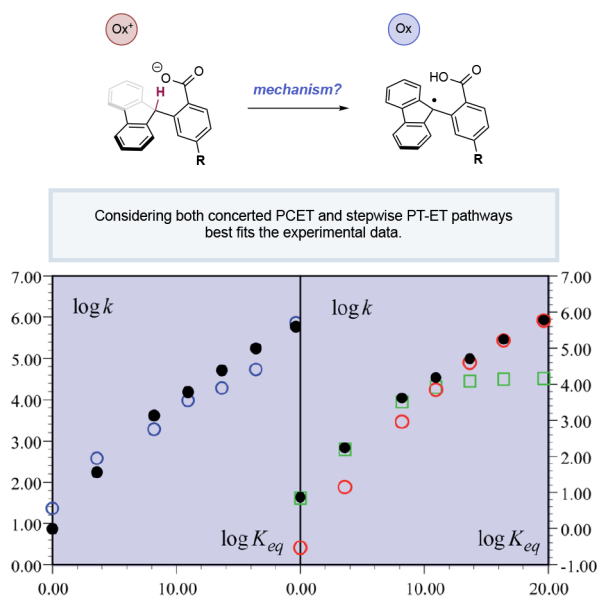 Ox+
Ox
⊖
O
O
H
R
mechanism?
HO
O
•
R
Considering both concerted PCET and stepwise PT-ET pathways
best fits the experimental data.
7.00
6.00
5.00
4.00
3.00
2.00
1.00
0.00
log k
log k
log Keq
log Keq
7.00
6.00
5.00
4.00
3.00
2.00
1.00
0.00
-1.00
0.00
10.00
0.00
10.00
20.00